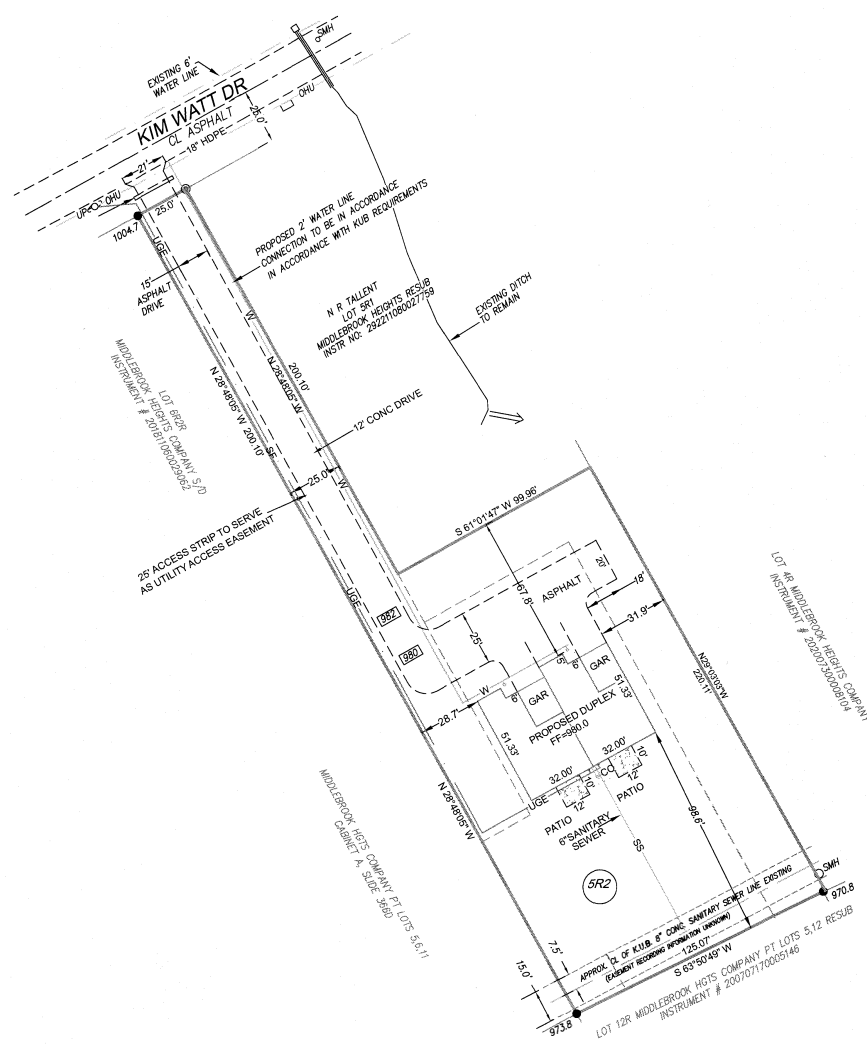 SMH
EXISTING 6'
WATER LINE
KIM WATT DR
CL ASPHALT
18" HDPE
OHU
25.0'
21'
UP
OHU
25.0'
1004.7
UGE
15'
ASPHALT
DRIVE
PROPOSED 2' WATER LINE
CONNECTION TO BE IN ACCORDANCE
IN ACCORDANCE WITH KUB REQUIREMENTS
N R TALLENT
LOT 5R1
MIDDLEBROOK HEIGHTS RESUB
INSTR NO: 292211080027759
EXISTING DITCH
TO REMAIN
W
N 28°48'05" W
200.10'
LOT 6R2R
MIDDLEBROOK HEIGHTS COMPANY S/D
INSTRUMENT # 201811060029062
N 28°48'05" W 200.10'
SF
12' CONC DRIVE
25.0'
W
25' ACCESS STRIP TO SERVE
AS UTILITY ACCESS EASEMENT
S 61°01'47" W 99.96'
UGE
982
980
67.8'
ASPHALT
20'
18'
31.9'
25'
LOT 4R MIDDLEBROOK HEIGHTS COMPANY
INSTRUMENT # 202007300008104
N29°03'03"W
220.11'
W
28.7'
6'
GAR
5'
6'
GAR
51.33'
PROPOSED DUPLEX
FF=980.0
51.33'
32.00'
32.00'
UGE
10'
12'
PATIO
CO
10'
12'
PATIO
6"SANITARY
SEWER
SS
98.6'
N 28°48'05" W
MIDDLEBROOK HGTS COMPANY PT LOTS 5,6,11
CABINET A, SLIDE 366D
5R2
SMH
970.8
APPROX. CL OF K.U.B. 8" CONC. SANITARY SEWER LINE EXISTING
(EASEMENT RECORDING INFORMATION UNKNOWN)
125.07'
S 63°50'49" W
7.5'
15.0'
973.8
LOT 12R MIDDLEBROOK HGTS COMPANY PT LOTS 5,12 RESUB
INSTRUMENT # 200707170005146